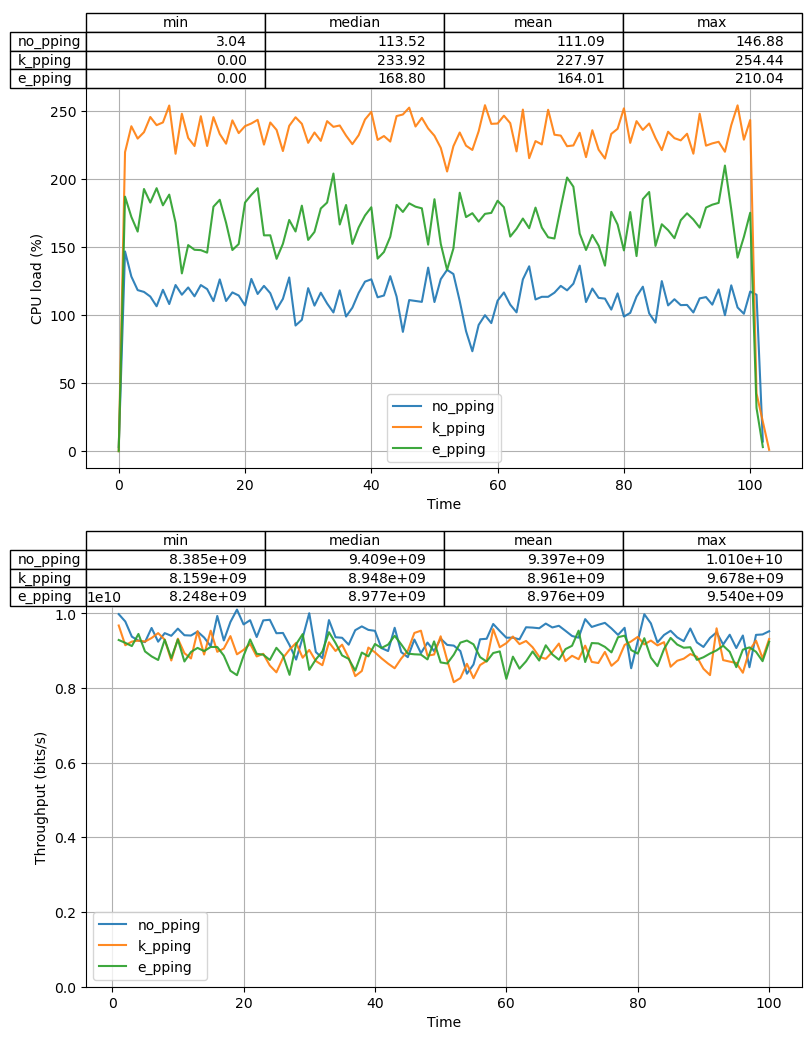 min median mean max
no_pping 3.04 113.52 111.09 146.88
k_pping 0.00 233.92 227.97 254.44
e_pping 0.00 168.80 164.01 210.04
250
200
150
100
50
0
CPU load (%)
no_pping
k_pping
e_pping
0 20 40 60 80 100
Time
min median mean max
no_pping 8.385e+09 9.409e+09 9.397e+09 1.010e+10
k_pping 8.159e+09 8.948e+09 8.961e+09 9.678e+09
e_pping 8.248e+09 8.977e+09 8.976e+09 9.540e+09
1e10
1.0
0.8
0.6
0.4
0.2
0.0
Throughput (bits/s)
no_pping
k_pping
e_pping
0 20 40 60 80 100
Time